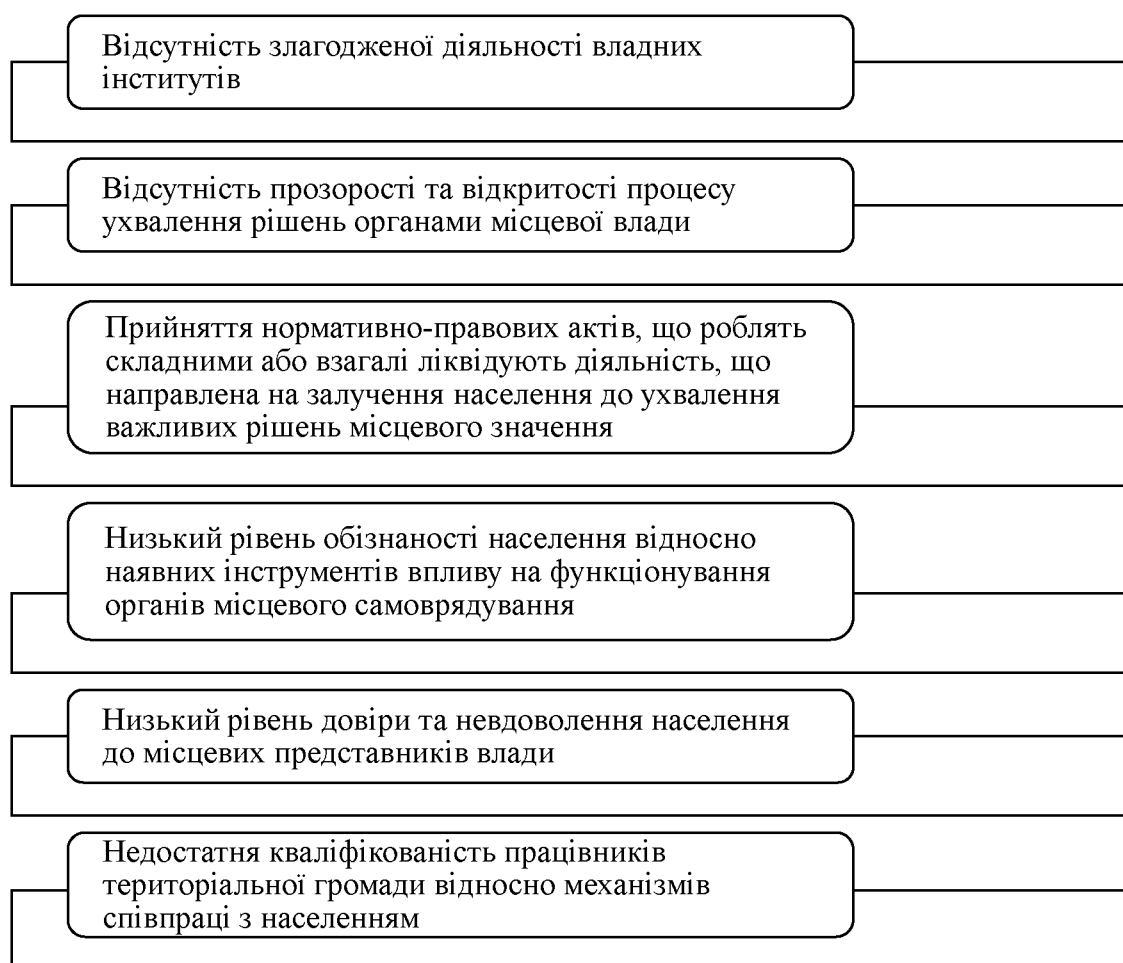 Відсутність злагодженої діяльності владних
інститутів
Відсутність прозорості та відкритості процесу
ухвалення рішень органами місцевої влади
Прийняття нормативно-правових актів, що роблять
складними або взагалі ліквідують діяльність, що
направлена на залучення населення до ухвалення
важливих рішень місцевого значення
Низький рівень обізнаності населення відносно
наявних інструментів впливу на функціонування
органів місцевого самоврядування
Низький рівень довіри та невдоволення населення
до місцевих представників влади
Недостатня кваліфікованість працівників
територіальної громади відносно механізмів
співпраці з населенням